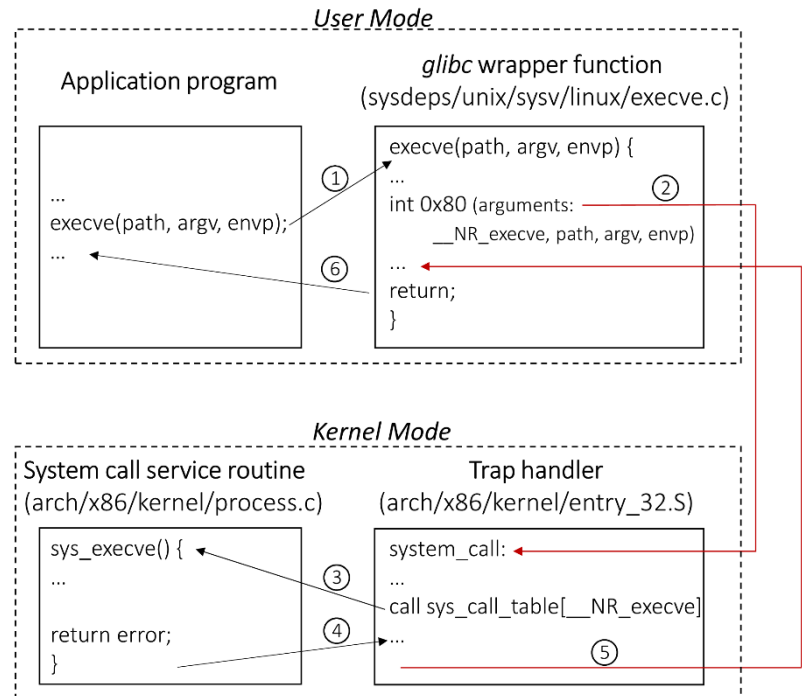 User Mode
Application program
glibc wrapper function
(sysdeps/unix/sysv/linux/execve.c)
...
execve(path, argv, envp);
...
execve(path, argv, envp) {
...
int 0x80 (arguments:
__NR_execve, path, argv, envp)
...
return;
}
①
②
⑥
Kernel Mode
System call service routine
(arch/x86/kernel/process.c)
Trap handler
(arch/x86/kernel/entry_32.S)
sys_execve() {
...
return error;
}
system_call:
...
call sys_call_table[__NR_execve]
...
③
④
⑤